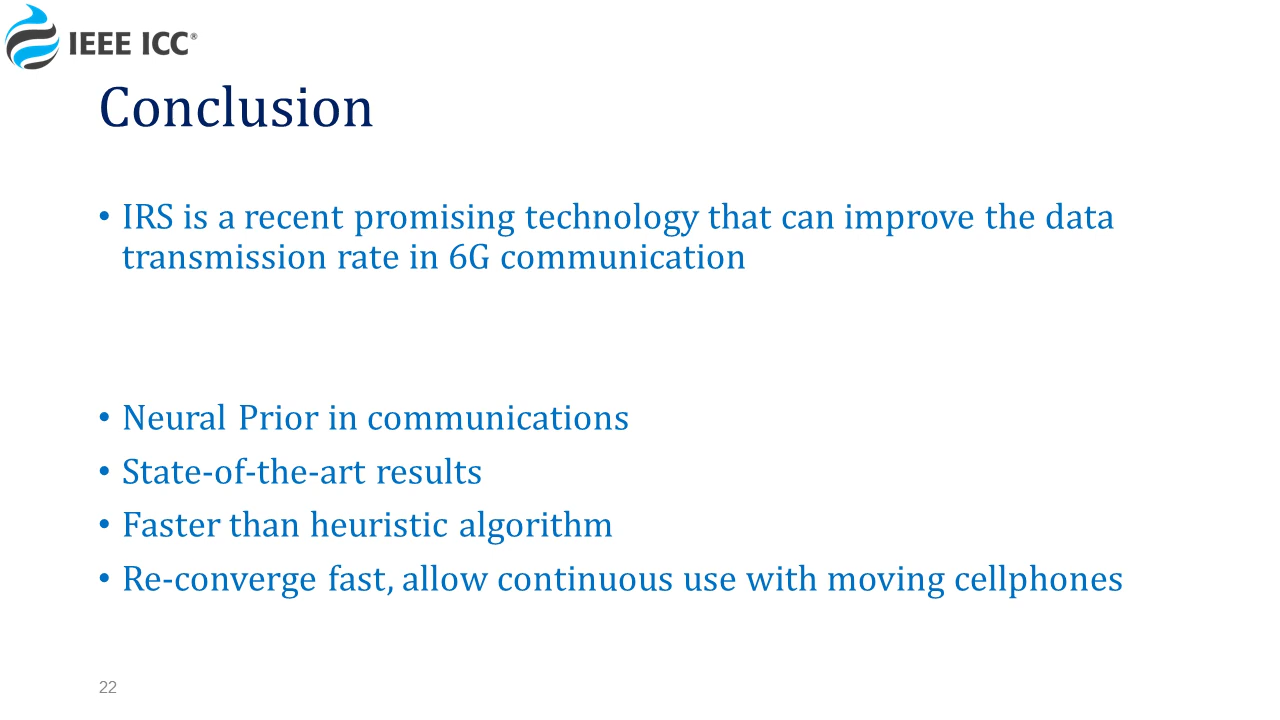 IEEE ICC®
Conclusion
• IRS is a recent promising technology that can improve the data
transmission rate in 6G communication
• Neural Prior in communications
• State-of-the-art results
• Faster than heuristic algorithm
• Re-converge fast, allow continuous use with moving cellphones
22